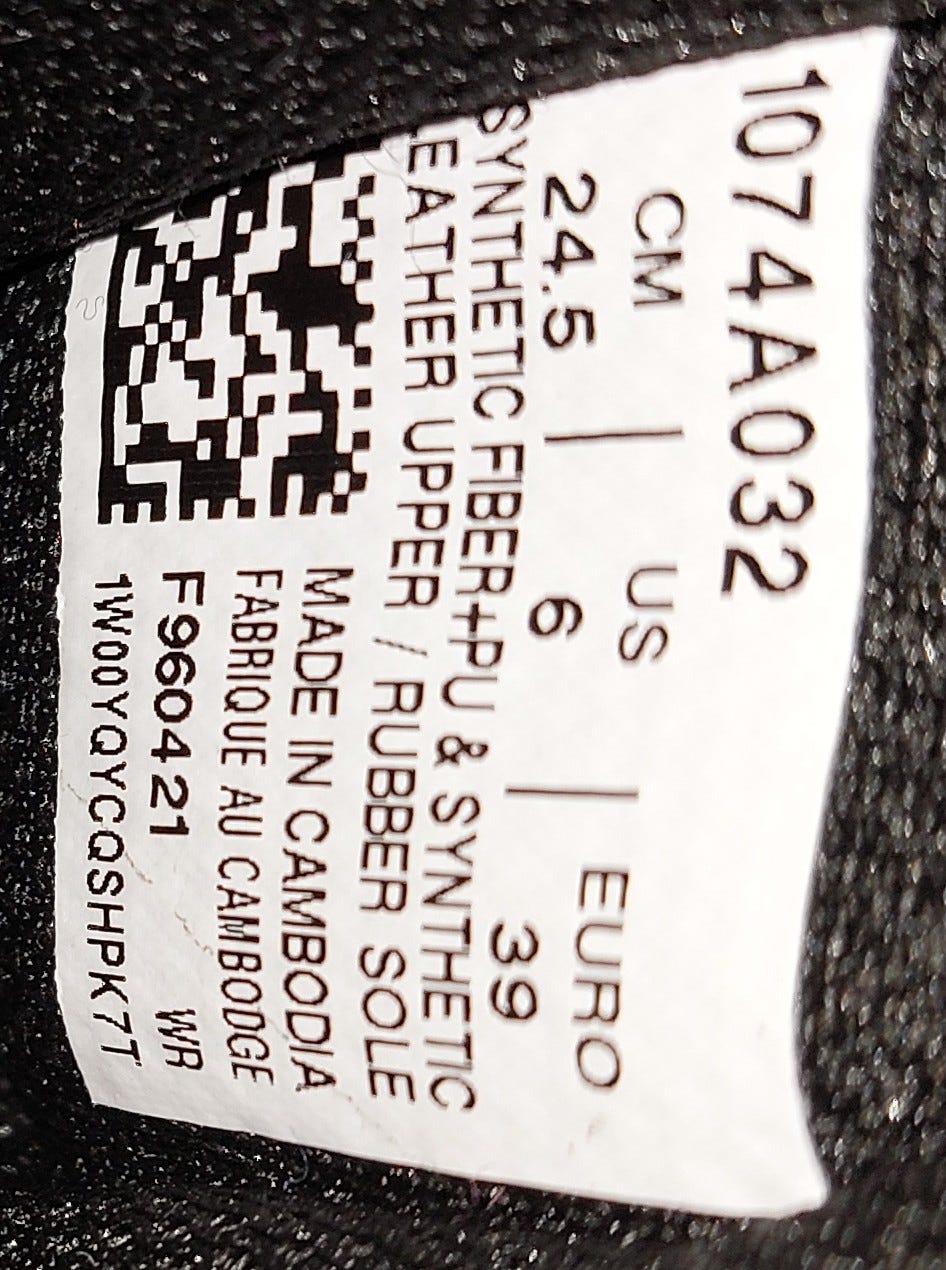 1074A032
CM | US | EURO
24.5 6 39
SYNTHETIC FIBER+PU & SYNTHETIC
LEATHER UPPER / RUBBER SOLE
MADE IN CAMBODIA
FABRIQUE AU CAMBODGE
F960421 WR
1W00YQYCQSHPK7T